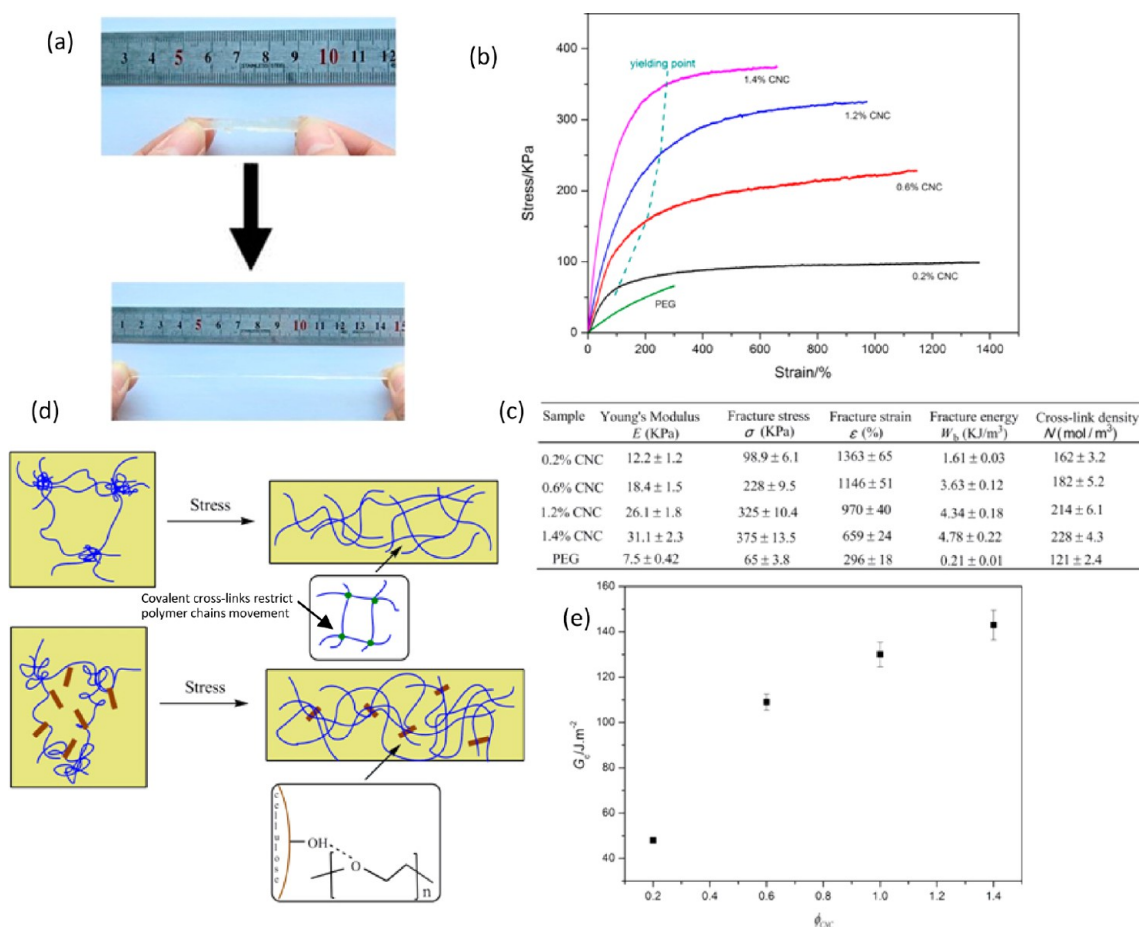 (a)
3 4 5 6 7 8 9 10 11 12
STAINLESS STEEL
1 2 3 4 5 6 7 8 9 10 11 12 13 14 15
(b)
Stress/KPa
400
300
200
100
0
yielding point
1.4% CNC
1.2% CNC
0.6% CNC
0.2% CNC
PEG
0 200 400 600 800 1000 1200 1400
Strain/%
(c)
Sample Young's Modulus Fracture stress Fracture strain Fracture energy Cross-link density
E (KPa) σ (KPa) ε (%) W_b (KJ/m³) N (mol / m³)
0.2% CNC 12.2 ± 1.2 98.9 ± 6.1 1363 ± 65 1.61 ± 0.03 162 ± 3.2
0.6% CNC 18.4 ± 1.5 228 ± 9.5 1146 ± 51 3.63 ± 0.12 182 ± 5.2
1.2% CNC 26.1 ± 1.8 325 ± 10.4 970 ± 40 4.34 ± 0.18 214 ± 6.1
1.4% CNC 31.1 ± 2.3 375 ± 13.5 659 ± 24 4.78 ± 0.22 228 ± 4.3
PEG 7.5 ± 0.42 65 ± 3.8 296 ± 18 0.21 ± 0.01 121 ± 2.4
(d)
Stress
Covalent cross-links restrict
polymer chains movement
Stress
cellulose
OH
O
n
(e)
G_c/J.m⁻²
160
140
120
100
80
60
40
0.2 0.4 0.6 0.8 1.0 1.2 1.4
ϕ_CNC